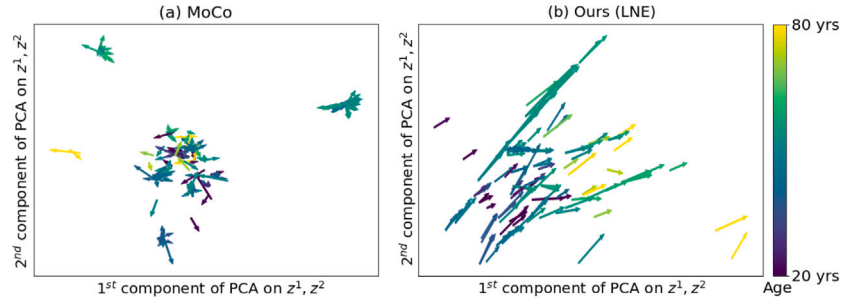 (a) MoCo
(b) Ours (LNE)
2nd component of PCA on z1, z2
1st component of PCA on z1, z2
2nd component of PCA on z1, z2
1st component of PCA on z1, z2
80 yrs
20 yrs
Age